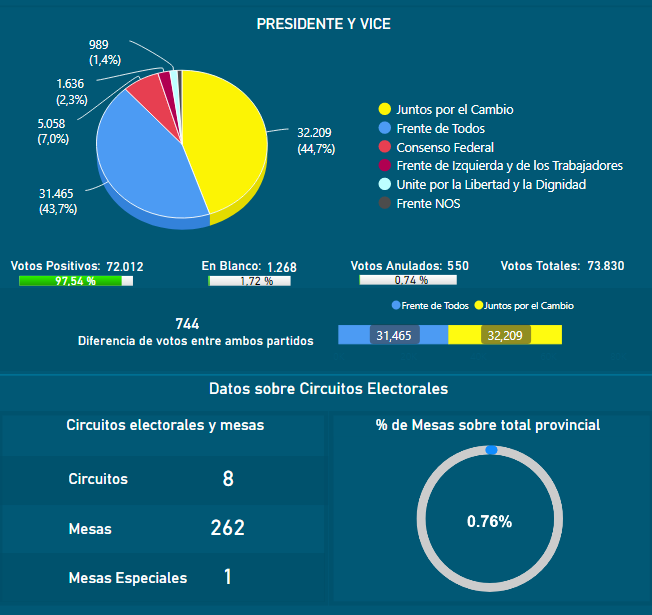 PRESIDENTE Y VICE
989
(1,4%)
1.636
(2,3%)
5.058
(7,0%)
31.465
(43,7%)
32.209
(44,7%)
Juntos por el Cambio
Frente de Todos
Consenso Federal
Frente de Izquierda y de los Trabajadores
Unite por la Libertad y la Dignidad
Frente NOS
Votos Positivos: 72.012
97,54 %
En Blanco: 1.268
1,72 %
Votos Anulados: 550
0,74 %
Votos Totales: 73.830
744
Diferencia de votos entre ambos partidos
Frente de Todos Juntos por el Cambio
31,465 32,209
Datos sobre Circuitos Electorales
Circuitos electorales y mesas
Circuitos 8
Mesas 262
Mesas Especiales 1
% de Mesas sobre total provincial
0.76%